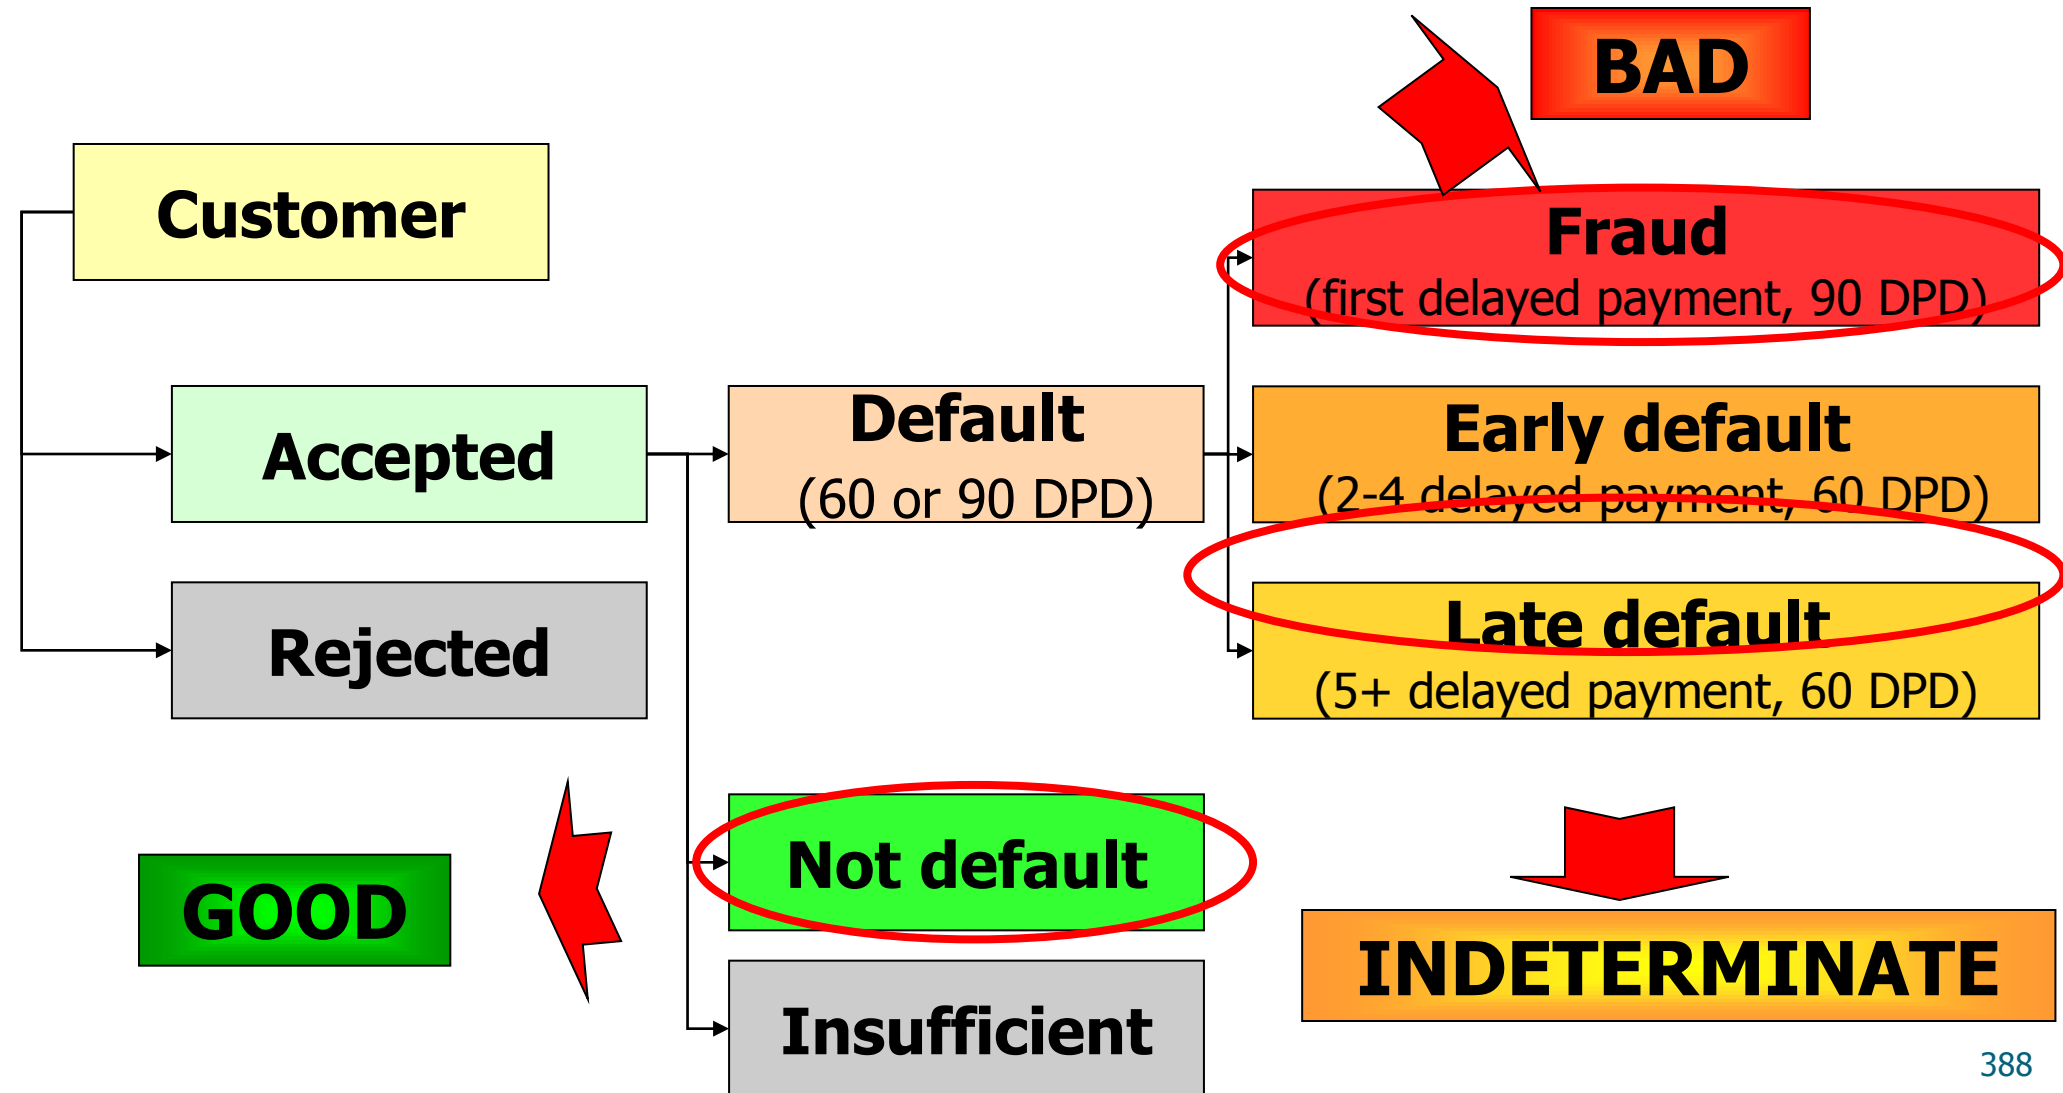 BAD
Customer
Fraud
(first delayed payment, 90 DPD)
Accepted
Default
(60 or 90 DPD)
Early default
(2-4 delayed payment, 60 DPD)
Rejected
Late default
(5+ delayed payment, 60 DPD)
GOOD
Not default
INDETERMINATE
Insufficient
388